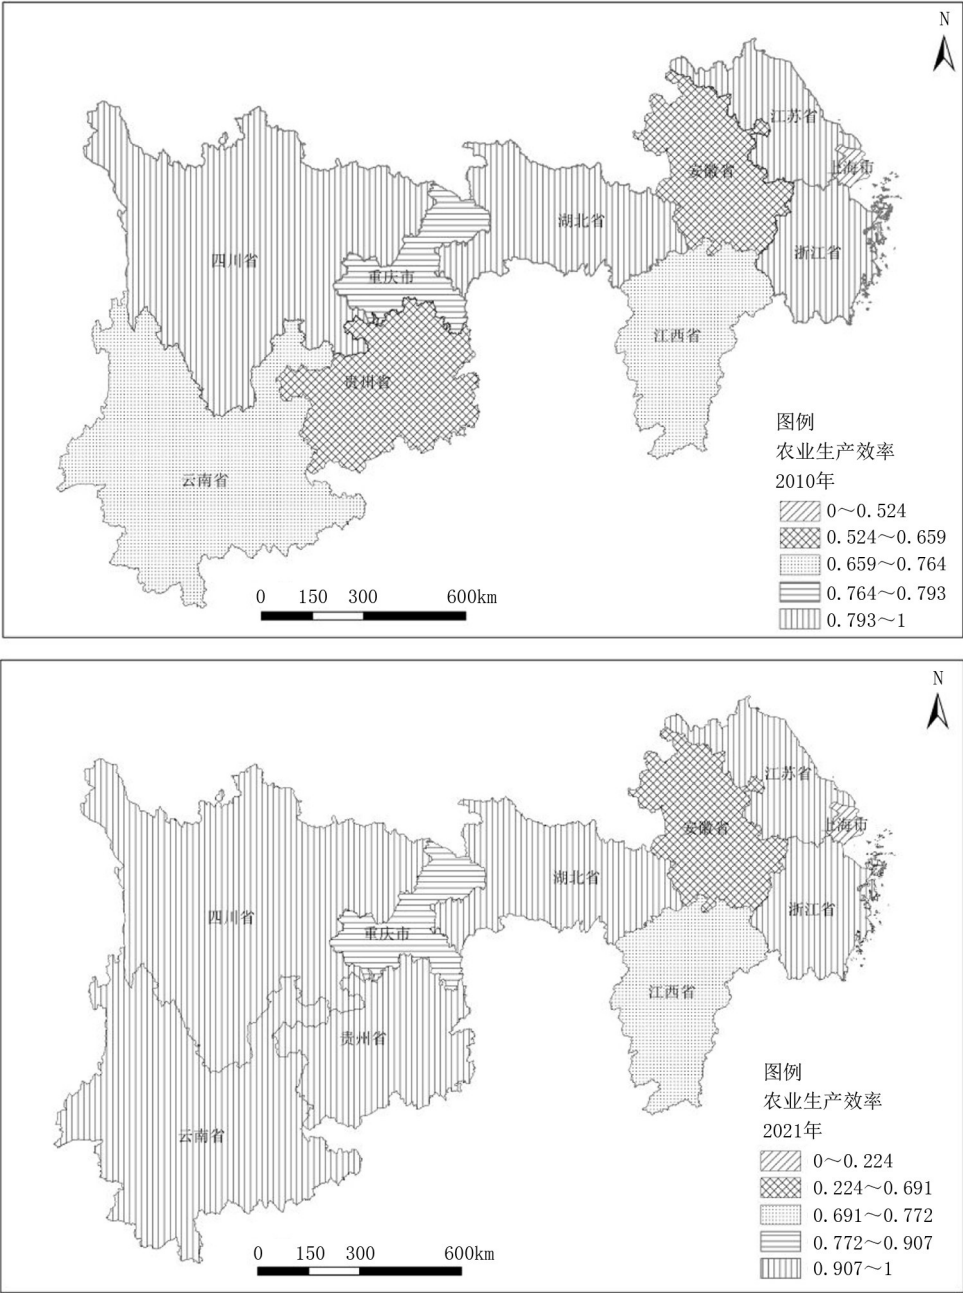 N
江苏省
上海市
安徽省
湖北省
浙江省
四川省
重庆市
江西省
贵州省
云南省
图例
农业生产效率
2010年
0～0.524
0.524～0.659
0.659～0.764
0.764～0.793
0.793～1
0 150 300 600km
N
江苏省
上海市
安徽省
湖北省
浙江省
四川省
重庆市
江西省
贵州省
云南省
图例
农业生产效率
2021年
0～0.224
0.224～0.691
0.691～0.772
0.772～0.907
0.907～1
0 150 300 600km